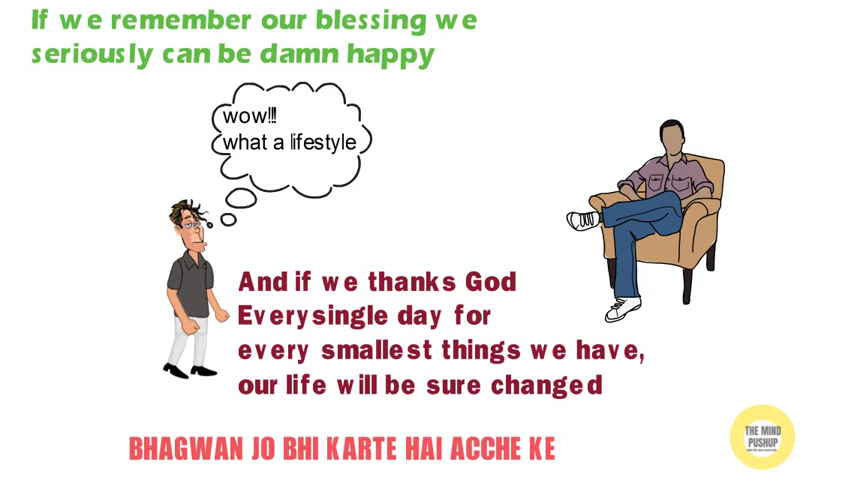 If we remember our blessing we
seriously can be damn happy
wow!!!
what a lifestyle
And if we thanks God
Everysingle day for
every smallest things we have,
our life will be sure changed
BHAGWAN JO BHI KARTE HAI ACCHE KE
THE MIND
PUSHUP